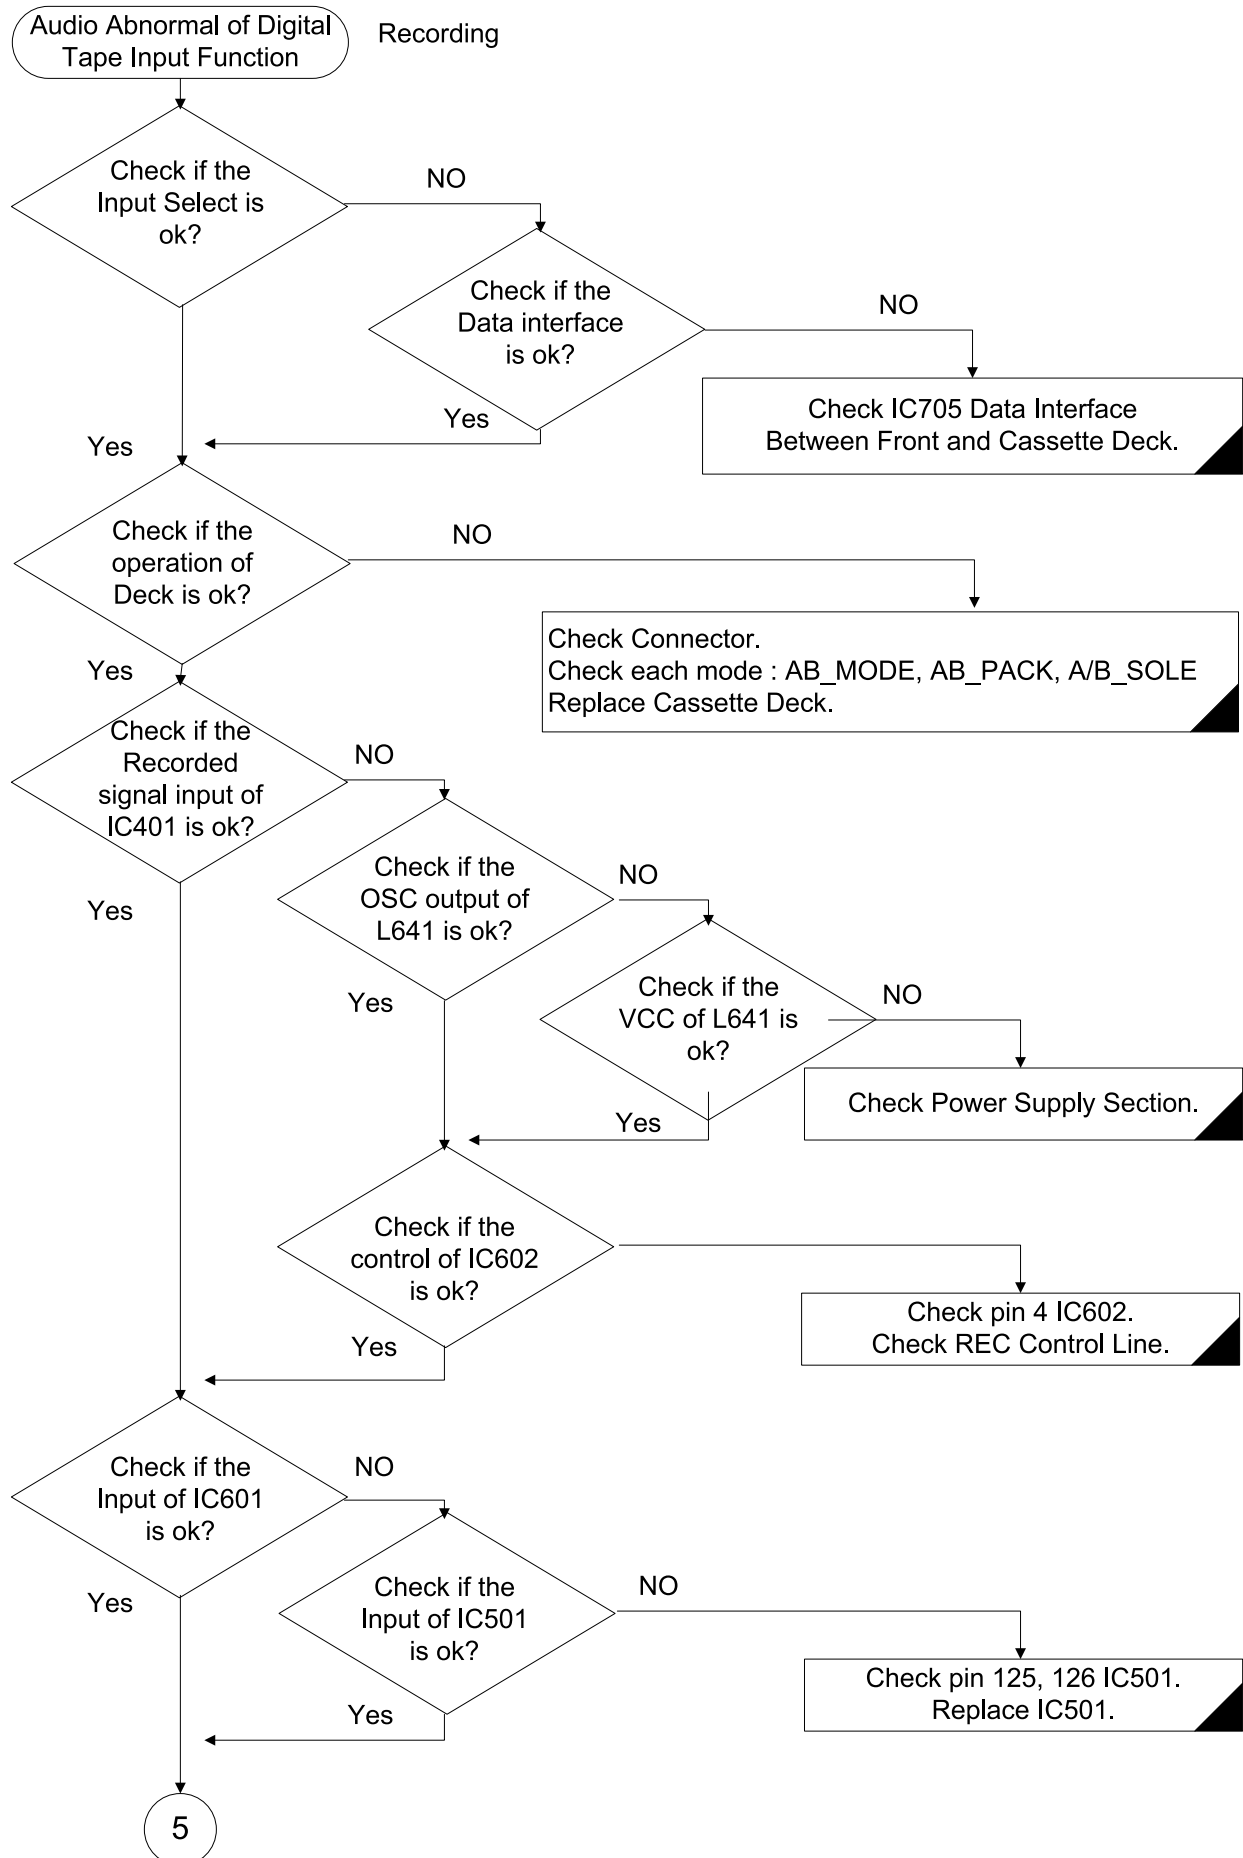 Audio Abnormal of Digital
Tape Input Function
Recording
Check if the
Input Select is
ok?
NO
Check if the
Data interface
is ok?
NO
Yes
Yes
Check IC705 Data Interface
Between Front and Cassette Deck.
Check if the
operation of
Deck is ok?
NO
Yes
Check Connector.
Check each mode : AB_MODE, AB_PACK, A/B_SOLE
Replace Cassette Deck.
Check if the
Recorded
signal input of
IC401 is ok?
NO
Yes
Check if the
OSC output of
L641 is ok?
NO
Yes
Check if the
VCC of L641 is
ok?
NO
Yes
Check Power Supply Section.
Check if the
control of IC602
is ok?
Yes
Check pin 4 IC602.
Check REC Control Line.
Check if the
Input of IC601
is ok?
NO
Yes
Check if the
Input of IC501
is ok?
NO
Yes
Check pin 125, 126 IC501.
Replace IC501.
5